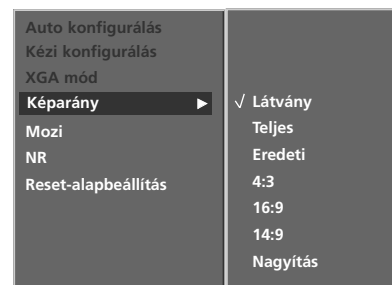 Auto konfigurálás
Kézi konfigurálás
XGA mód
Képarány ▶
Mozi
NR
Reset-alapbeállítás
√ Látvány
Teljes
Eredeti
4:3
16:9
14:9
Nagyítás